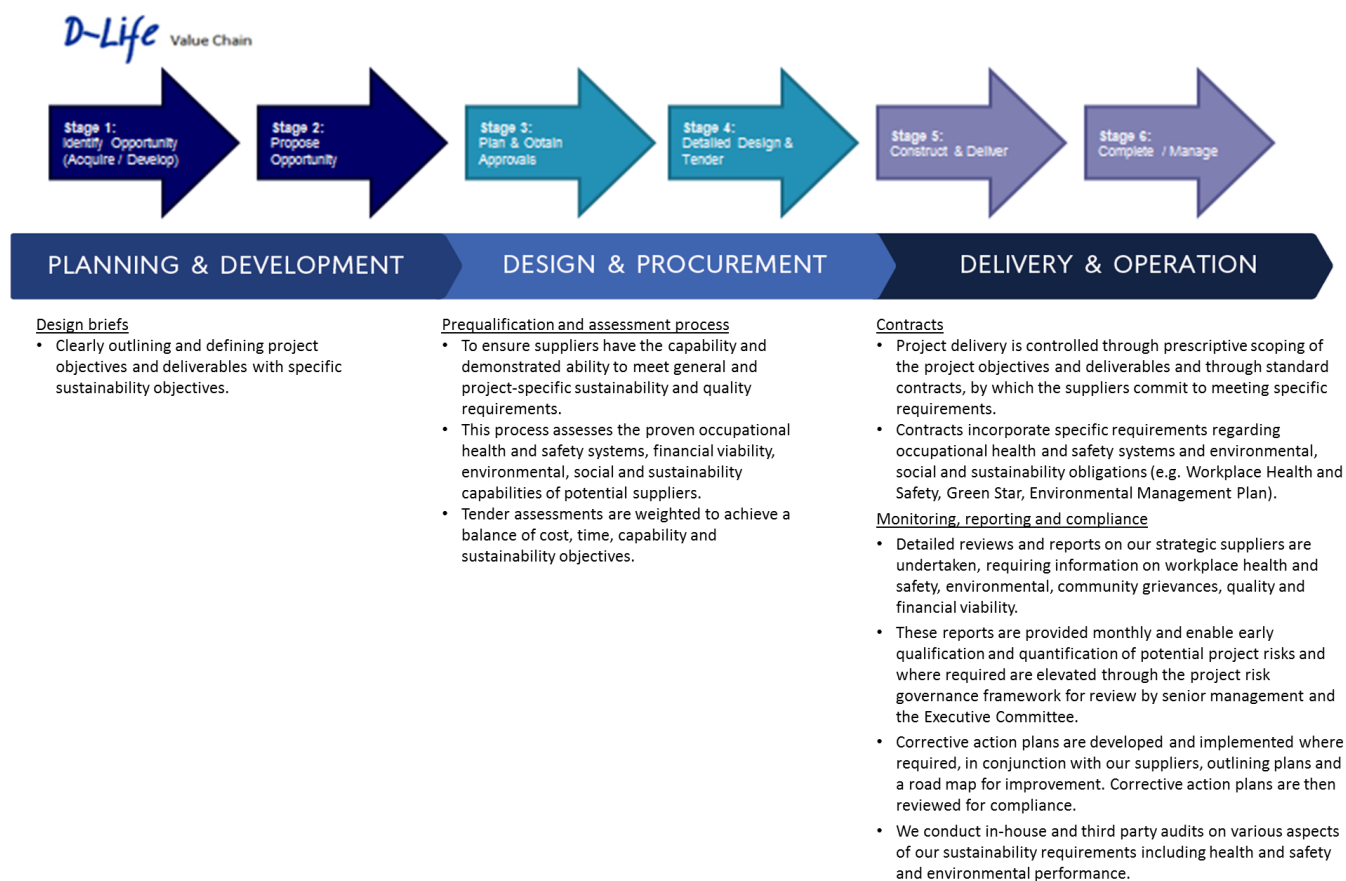 D-Life Value Chain
Stage 1:
Identify Opportunity
(Acquire / Develop)
Stage 2:
Propose
Opportunity
Stage 3:
Plan & Obtain
Approvals
Stage 4:
Detailed Design &
Tender
Stage 5:
Construct & Deliver
Stage 6:
Complete / Manage
PLANNING & DEVELOPMENT
DESIGN & PROCUREMENT
DELIVERY & OPERATION
Design briefs
• Clearly outlining and defining project
objectives and deliverables with specific
sustainability objectives.
Prequalification and assessment process
• To ensure suppliers have the capability and
demonstrated ability to meet general and
project-specific sustainability and quality
requirements.
• This process assesses the proven occupational
health and safety systems, financial viability,
environmental, social and sustainability
capabilities of potential suppliers.
• Tender assessments are weighted to achieve a
balance of cost, time, capability and
sustainability objectives.
Contracts
• Project delivery is controlled through prescriptive scoping of
the project objectives and deliverables and through standard
contracts, by which the suppliers commit to meeting specific
requirements.
• Contracts incorporate specific requirements regarding
occupational health and safety systems and environmental,
social and sustainability obligations (e.g. Workplace Health and
Safety, Green Star, Environmental Management Plan).
Monitoring, reporting and compliance
• Detailed reviews and reports on our strategic suppliers are
undertaken, requiring information on workplace health and
safety, environmental, community grievances, quality and
financial viability.
• These reports are provided monthly and enable early
qualification and quantification of potential project risks and
where required are elevated through the project risk
governance framework for review by senior management and
the Executive Committee.
• Corrective action plans are developed and implemented where
required, in conjunction with our suppliers, outlining plans and
a road map for improvement. Corrective action plans are then
reviewed for compliance.
• We conduct in-house and third party audits on various aspects
of our sustainability requirements including health and safety
and environmental performance.